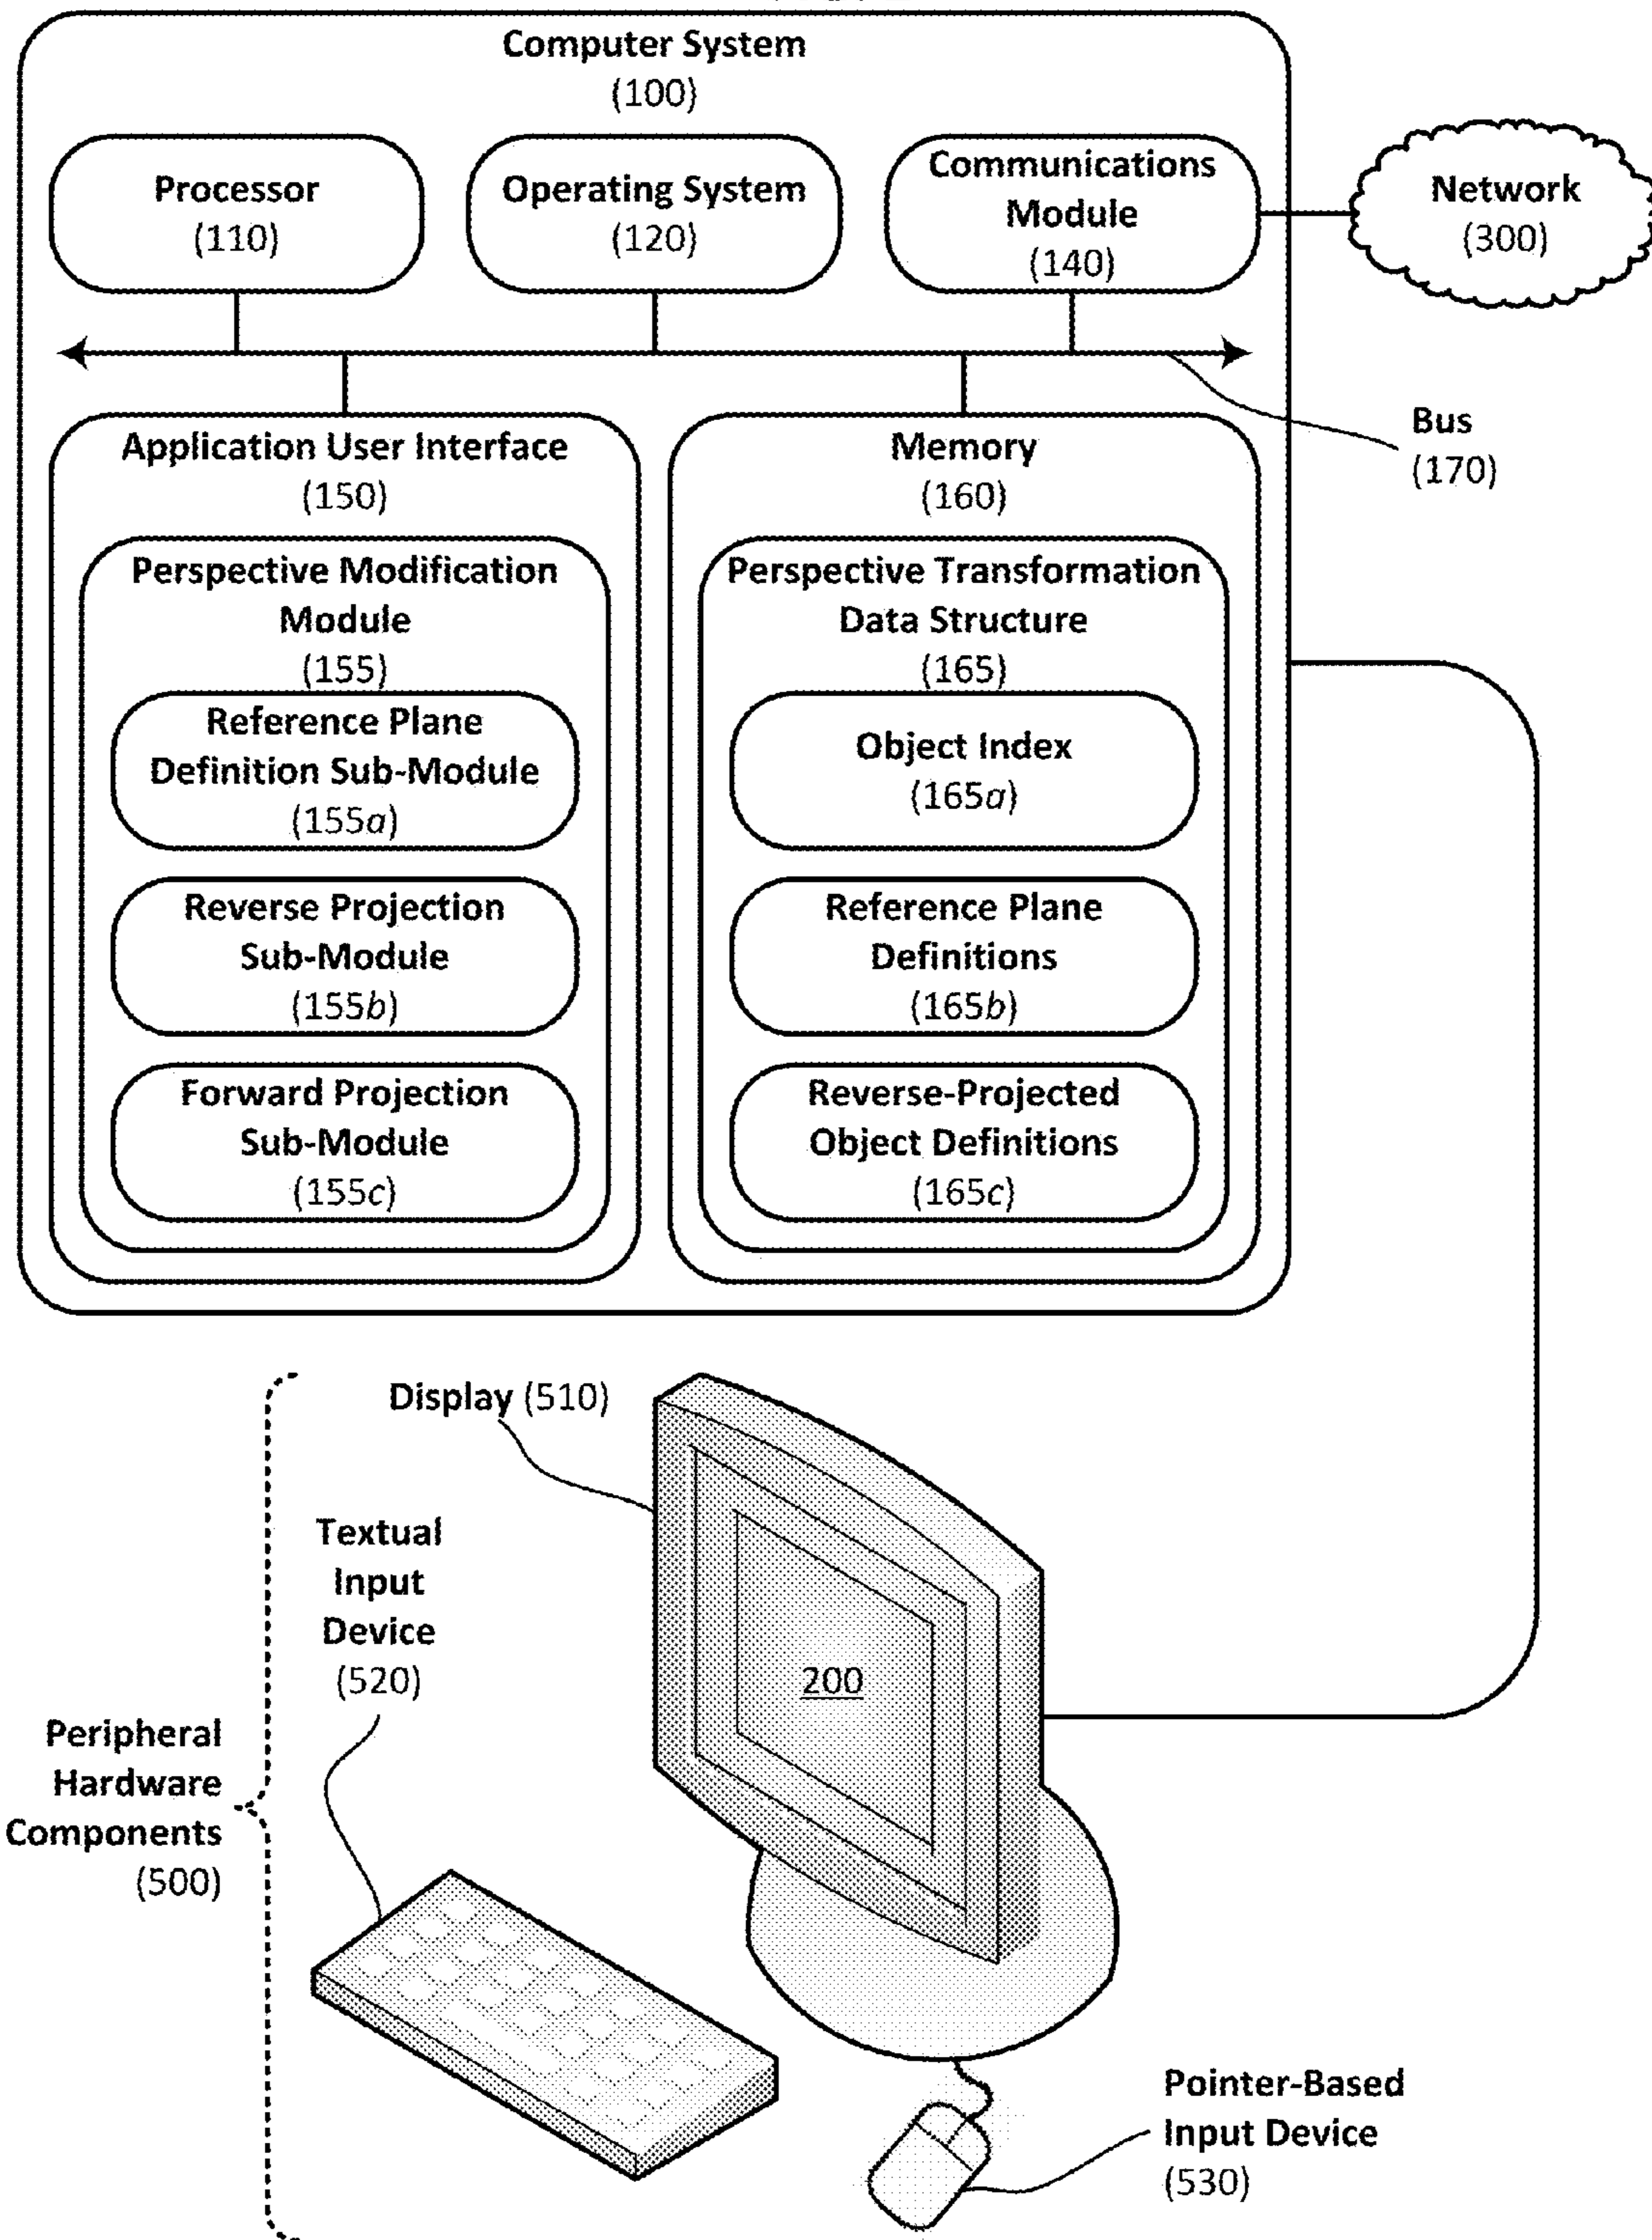 Computer System
(100)
Processor
(110)
Operating System
(120)
Communications
Module
(140)
Network
(300)
Bus
(170)
Application User Interface
(150)
Perspective Modification
Module
(155)
Reference Plane
Definition Sub-Module
(155a)
Reverse Projection
Sub-Module
(155b)
Forward Projection
Sub-Module
(155c)
Memory
(160)
Perspective Transformation
Data Structure
(165)
Object Index
(165a)
Reference Plane
Definitions
(165b)
Reverse-Projected
Object Definitions
(165c)
Display (510)
Textual
Input
Device
(520)
200
Peripheral
Hardware
Components
(500)
Pointer-Based
Input Device
(530)